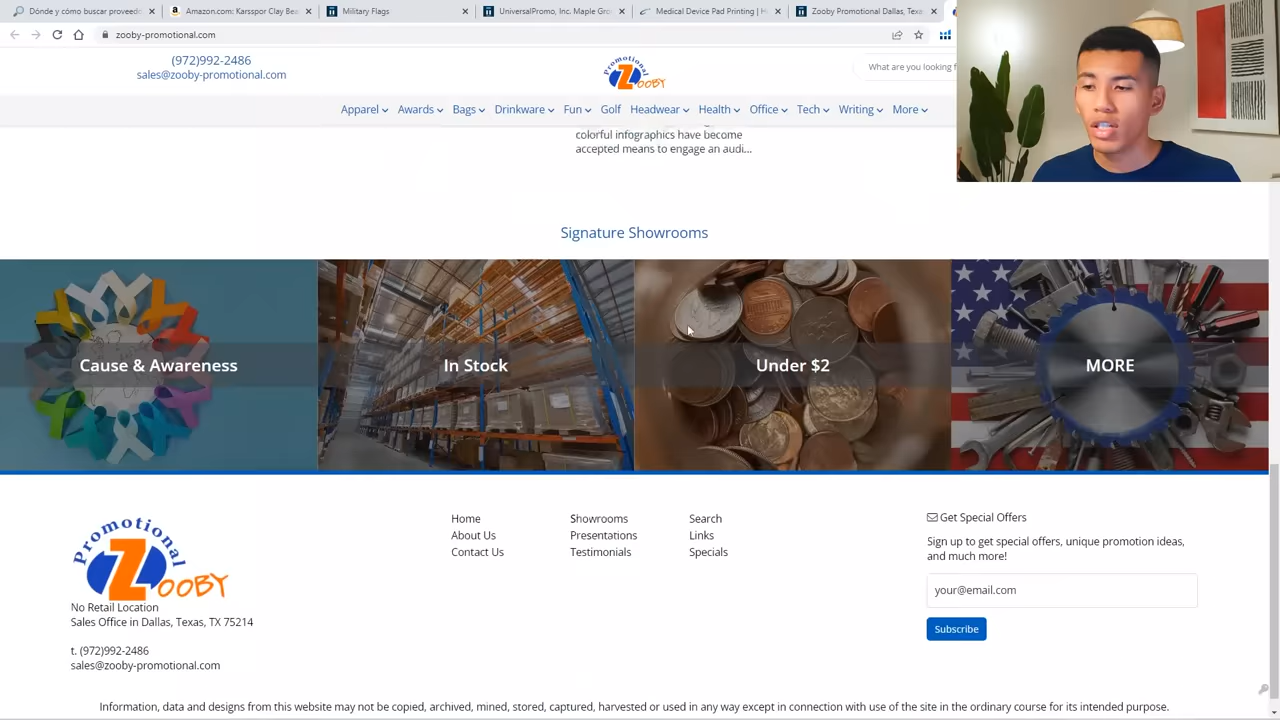 Dónde y cómo buscar proveed
Amazon.com: Karsspor Clay Bea
Military Flags
UniversalPromo, Inc. Maple Gro
Medical Device Pad Printing | H
Zooby Promotional Dallas, Texa
zooby-promotional.com
(972)992-2486
sales@zooby-promotional.com
Promotional
ZOOBY
What are you looking f
Apparel Awards Bags Drinkware Fun Golf Headwear Health Office Tech Writing More
colorful infographics have become
accepted means to engage an audi...
Signature Showrooms
Cause & Awareness
In Stock
Under $2
MORE
Promotional
ZOOBY
No Retail Location
Sales Office in Dallas, Texas, TX 75214
t. (972)992-2486
sales@zooby-promotional.com
Home
About Us
Contact Us
Showrooms
Presentations
Testimonials
Search
Links
Specials
Get Special Offers
Sign up to get special offers, unique promotion ideas,
and much more!
your@email.com
Subscribe
Information, data and designs from this website may not be copied, archived, mined, stored, captured, harvested or used in any way except in connection with use of the site in the ordinary course for its intended purpose.